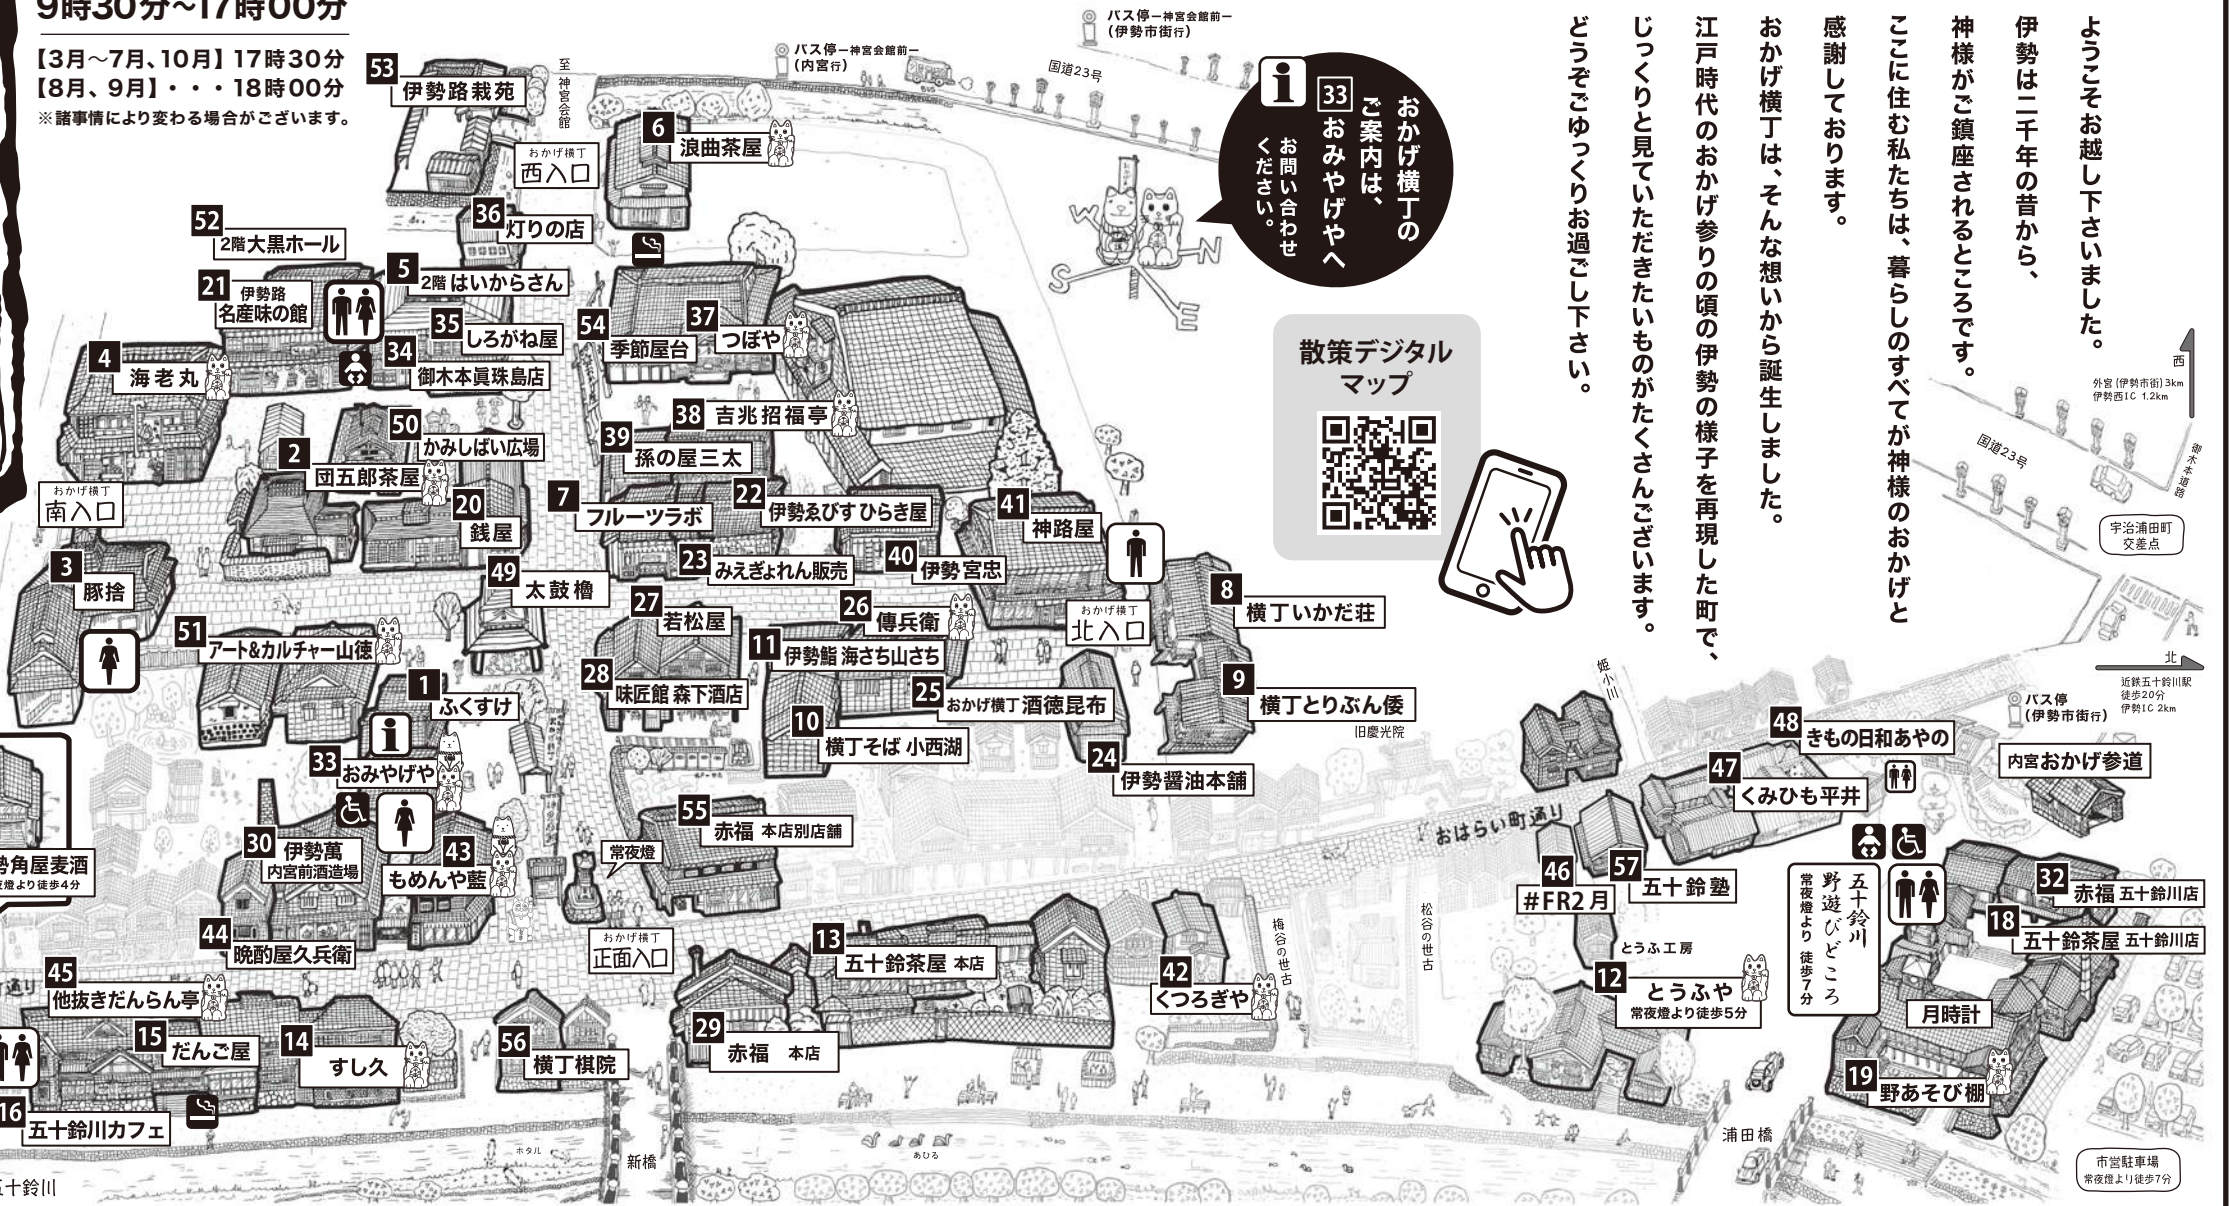 9時30分〜17時00分
【3月〜7月、10月】17時30分
【8月、9月】・・・18時00分
※諸事情により変わる場合がございます。
ようこそお越し下さいました。
伊勢は二千年の昔から、
神様がご鎮座されるところです。
ここに住む私たちは、暮らしのすべてが神様のおかげと
感謝しております。
おかげ横丁は、そんな想いから誕生しました。
江戸時代のおかげ参りの頃の伊勢の様子を再現した町で、
じっくりと見ていただきたいものがたくさんございます。
どうぞごゆっくりお過ごし下さい。
バス停ー神宮会館前ー
(伊勢市街行)
バス停ー神宮会館前ー
(内宮行)
BUS
国道23号
至 神宮会館
i
おかげ横丁の
ご案内は、
33 おみやげやへ
お問い合わせ
ください。
W
N
S
E
散策デジタル
マップ
53 伊勢路栽苑
6 浪曲茶屋
おかげ横丁
西入口
36 灯りの店
52 2階大黒ホール
5 2階 はいからさん
21 伊勢路
名産味の館
35 しろがね屋
54 季節屋台
37 つぼや
4 海老丸
34 御木本眞珠島店
50 かみしばい広場
38 吉兆招福亭
39 孫の屋三太
2 団五郎茶屋
おかげ横丁
南入口
20 銭屋
7 フルーツラボ
22 伊勢ゑびす ひらき屋
41 神路屋
3 豚捨
49 太鼓櫓
23 みえぎょれん販売
40 伊勢宮忠
8 横丁いかだ荘
27 若松屋
26 傳兵衛
おかげ横丁
北入口
51 アート&カルチャー山徳
11 伊勢鮨 海さち山さち
1 ふくすけ
28 味匠館 森下酒店
25 おかげ横丁 酒徳昆布
9 横丁とりぶん倭
旧慶光院
10 横丁そば 小西湖
i
33 おみやげや
24 伊勢醤油本舗
勢角屋麦酒
夜燈より徒歩4分
30 伊勢萬
内宮前酒造場
43 もめんや藍
55 赤福 本店別店舗
常夜燈
44 晩酌屋久兵衛
おかげ横丁
正面入口
13 五十鈴茶屋 本店
42 くつろぎや
梅谷の世古
松谷の世古
45 他抜きだんらん亭
通り
15 だんご屋
14 すし久
56 横丁棋院
29 赤福 本店
16 五十鈴川カフェ
五十鈴川
ホタル
新橋
あひる
姫小川
おはらい町通り
48 きもの日和あやの
47 くみひも平井
46 #FR2 月
57 五十鈴塾
とうふ工房
12 とうふや
常夜燈より徒歩5分
五十鈴川
野遊びどころ
常夜燈より 徒歩7分
32 赤福 五十鈴川店
18 五十鈴茶屋 五十鈴川店
月時計
19 野あそび棚
浦田橋
市営駐車場
常夜燈より徒歩7分
内宮おかげ参道
バス停
(伊勢市街行)
西
外宮(伊勢市街)3km
伊勢西IC 1.2km
国道23号
御木本道路
宇治浦田町
交差点
北
近鉄五十鈴川駅
徒歩20分
伊勢IC 2km